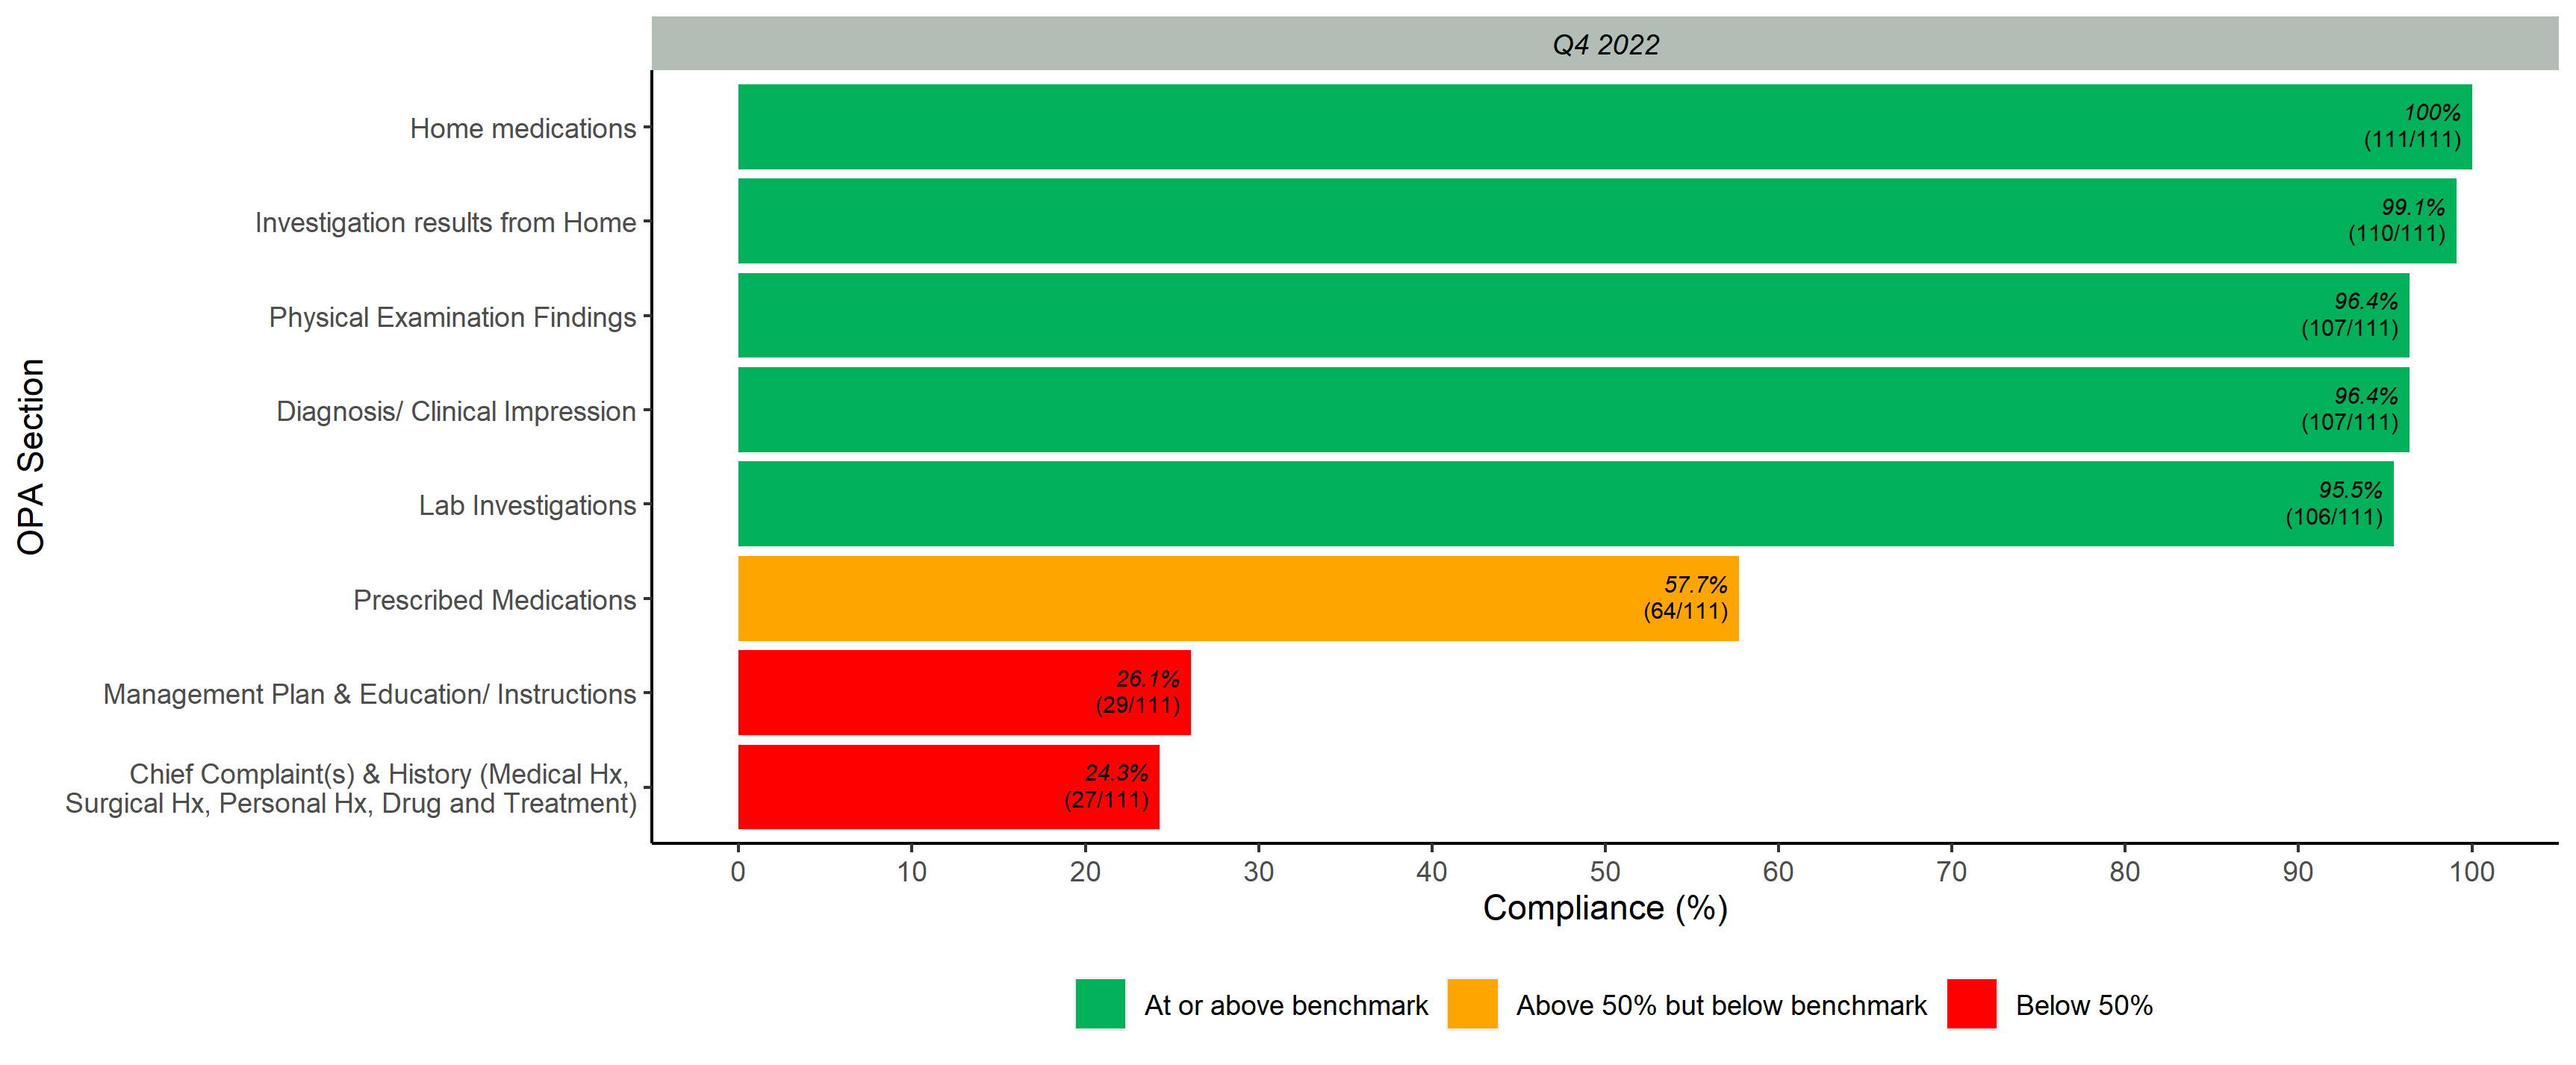 Q4 2022
Home medications
100%
(111/111)
Investigation results from Home
99.1%
(110/111)
Physical Examination Findings
96.4%
(107/111)
Diagnosis/ Clinical Impression
96.4%
(107/111)
Lab Investigations
95.5%
(106/111)
Prescribed Medications
57.7%
(64/111)
Management Plan & Education/ Instructions
26.1%
(29/111)
Chief Complaint(s) & History (Medical Hx,
Surgical Hx, Personal Hx, Drug and Treatment)
24.3%
(27/111)
OPA Section
0 10 20 30 40 50 60 70 80 90 100
Compliance (%)
At or above benchmark Above 50% but below benchmark Below 50%